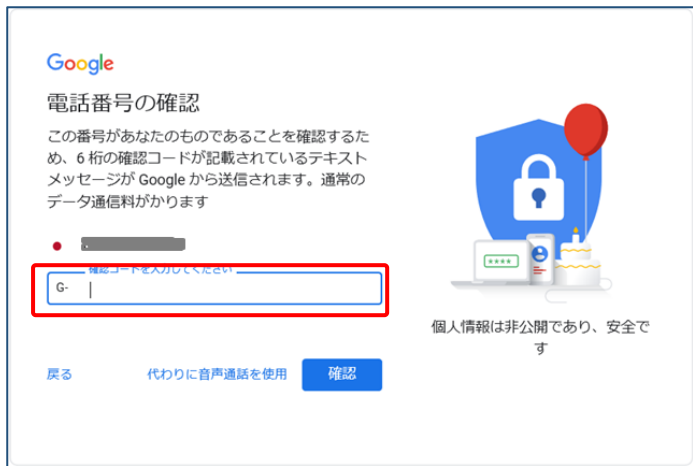 Google
電話番号の確認
この番号があなたのものであることを確認するた
め、6 桁の確認コードが記載されているテキスト
メッセージが Google から送信されます。通常の
データ通信料がかります
確認コードを入力してください
G-
戻る
代わりに音声通話を使用
確認
****
個人情報は非公開であり、安全で
す